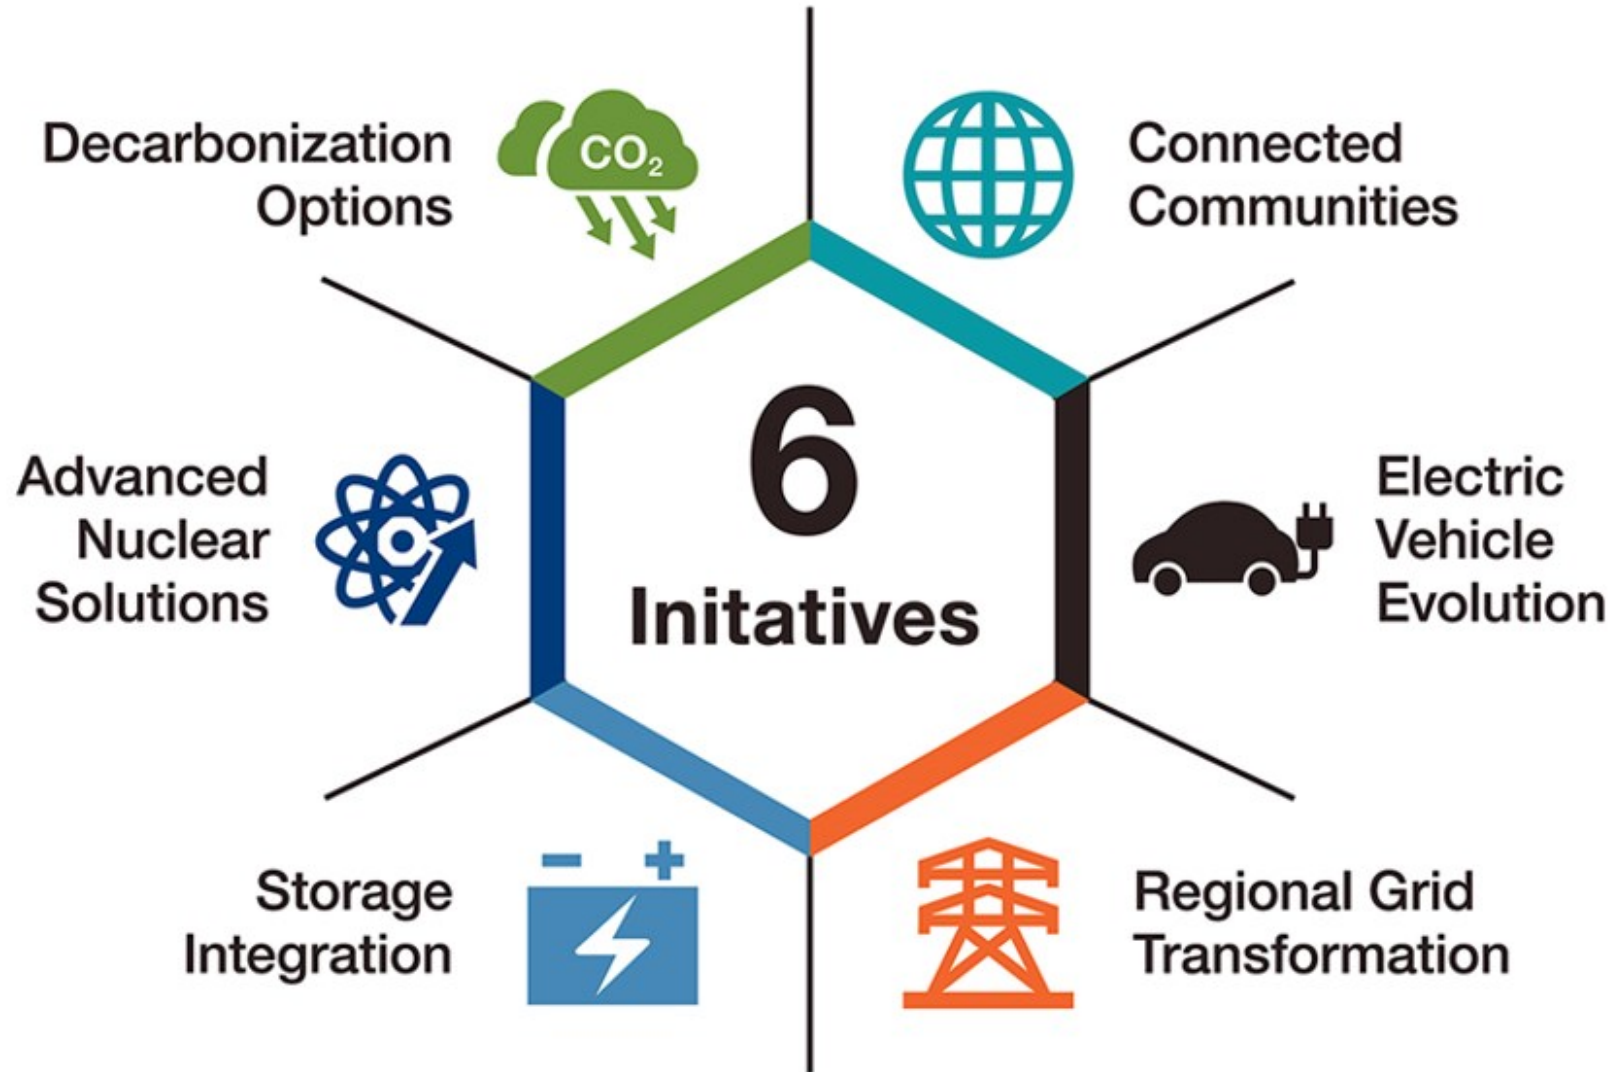 Decarbonization
Options
CO₂
Connected
Communities
Advanced
Nuclear
Solutions
6
Initatives
Electric
Vehicle
Evolution
Storage
Integration
Regional Grid
Transformation